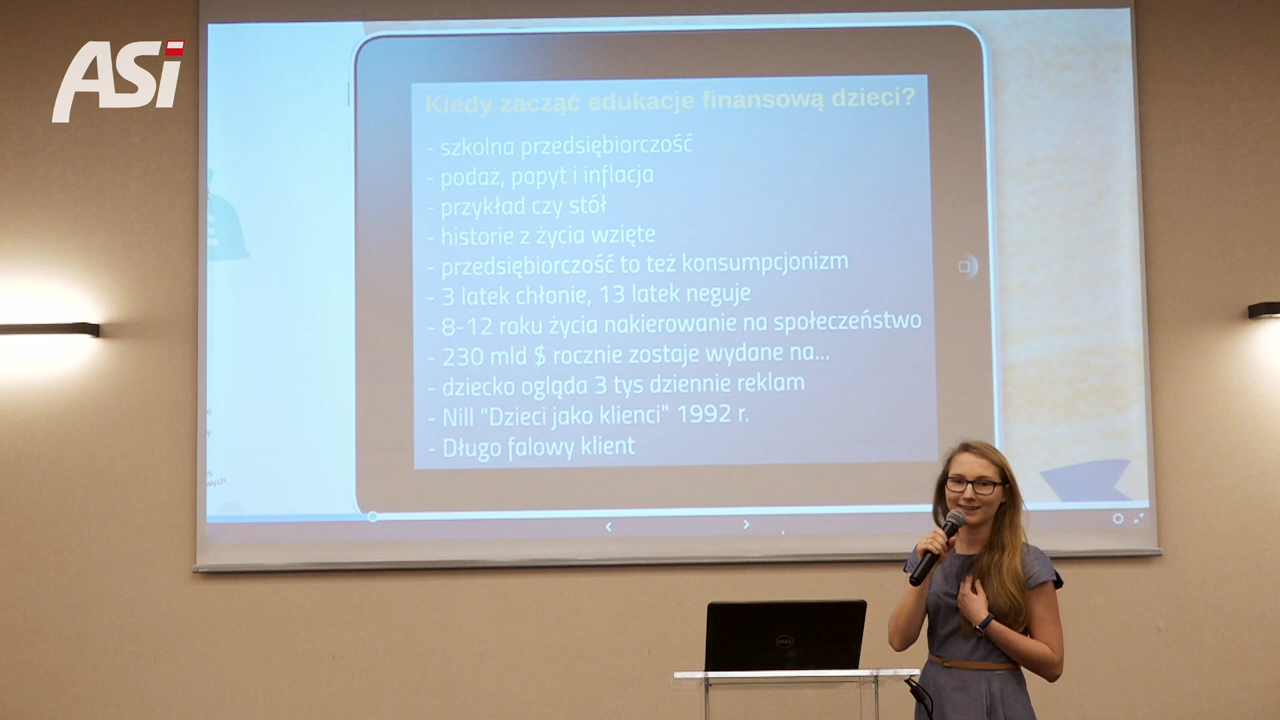 ASi
Kiedy zacząć edukacje finansową dzieci?
- szkolna przedsiębiorczość
- podaż, popyt i inflacja
- przykład czy stół
- historie z życia wzięte
- przedsiębiorczość to też konsumpcjonizm
- 3 latek chłonie, 13 latek neguje
- 8-12 roku życia nakierowanie na społeczeństwo
- 230 mld $ rocznie zostaje wydane na...
- dziecko ogląda 3 tys dziennie reklam
- Nill "Dzieci jako klienci" 1992 r.
- Długo falowy klient
DELL